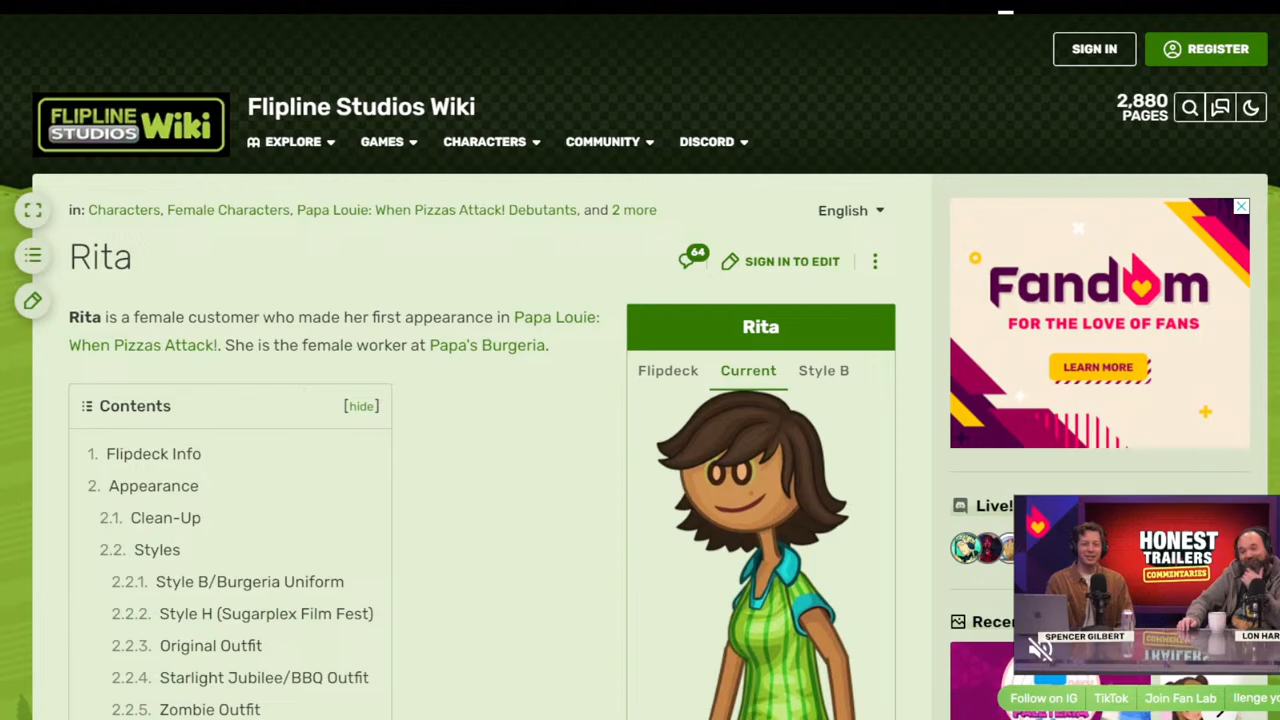 SIGN IN
REGISTER
FLIPLINE
STUDIOS Wiki
Flipline Studios Wiki
2,880
PAGES
EXPLORE
GAMES
CHARACTERS
COMMUNITY
DISCORD
in: Characters, Female Characters, Papa Louie: When Pizzas Attack! Debutants, and 2 more
English
Rita
64
SIGN IN TO EDIT
Rita is a female customer who made her first appearance in Papa Louie:
When Pizzas Attack!. She is the female worker at Papa's Burgeria.
Contents [hide]
1. Flipdeck Info
2. Appearance
2.1. Clean-Up
2.2. Styles
2.2.1. Style B/Burgeria Uniform
2.2.2. Style H (Sugarplex Film Fest)
2.2.3. Original Outfit
2.2.4. Starlight Jubilee/BBQ Outfit
2.2.5. Zombie Outfit
Rita
Flipdeck Current Style B
Fandom
FOR THE LOVE OF FANS
LEARN MORE
Live!
HONEST
TRAILERS
COMMENTARIES
SPENCER GILBERT
LON HAR
Recen
Follow on IG TikTok Join Fan Lab llenge yo